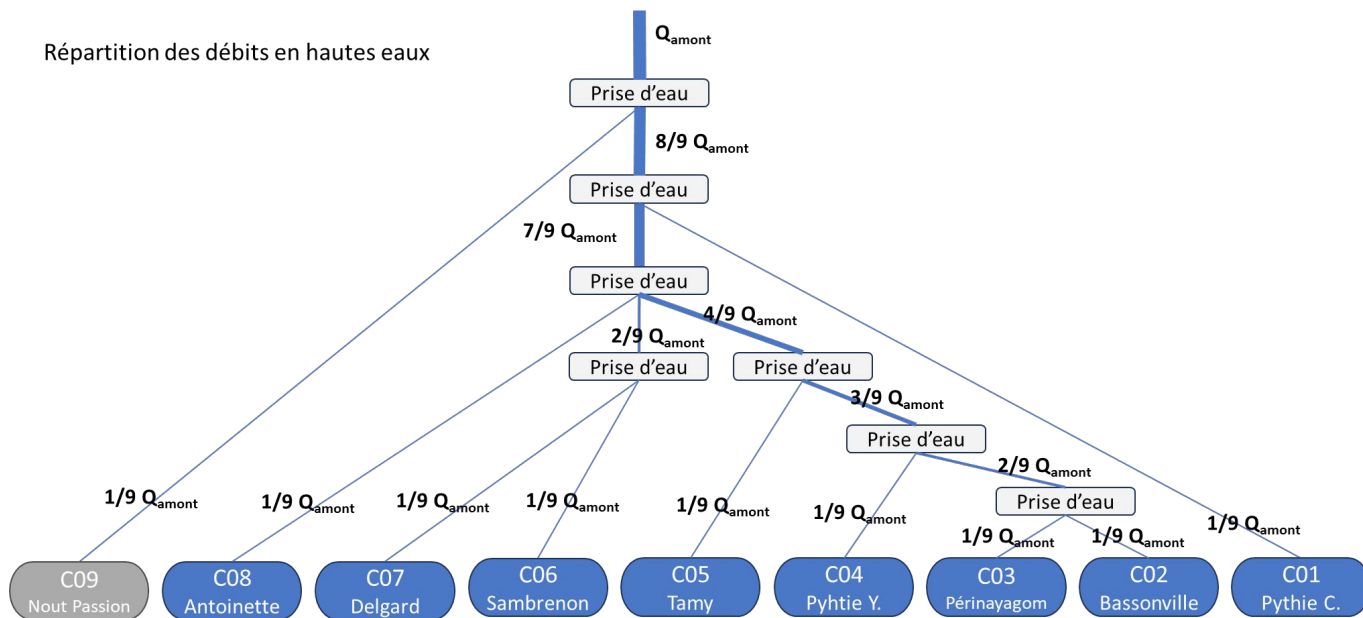 Répartition des débits en hautes eaux
Qamont
Prise d'eau
8/9 Qamont
Prise d'eau
7/9 Qamont
Prise d'eau
4/9 Qamont
2/9 Qamont
Prise d'eau
Prise d'eau
3/9 Qamont
Prise d'eau
2/9 Qamont
Prise d'eau
1/9 Qamont
1/9 Qamont
1/9 Qamont
1/9 Qamont
1/9 Qamont
1/9 Qamont
1/9 Qamont
1/9 Qamont
1/9 Qamont
C09
Nout Passion
C08
Antoinette
C07
Delgard
C06
Sambrenon
C05
Tamy
C04
Pyhtie Y.
C03
Périnayagom
C02
Bassonville
C01
Pythie C.